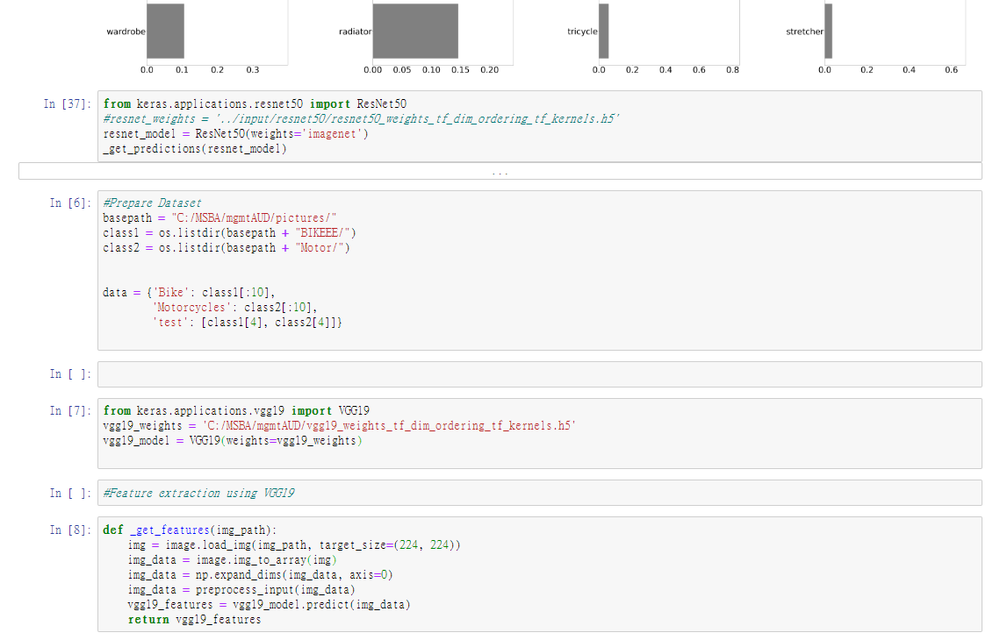 wardrobe radiator tricycle stretcher
0.0 0.1 0.2 0.3 0.00 0.05 0.10 0.15 0.20 0.0 0.2 0.4 0.6 0.8 0.0 0.2 0.4 0.6
In [37]: from keras.applications.resnet50 import ResNet50
#resnet_weights = '../input/resnet50/resnet50_weights_tf_dim_ordering_tf_kernels.h5'
resnet_model = ResNet50(weights='imagenet')
_get_predictions(resnet_model)
...
In [6]: #Prepare Dataset
basepath = "C:/MSBA/mgmtAUD/pictures/"
class1 = os.listdir(basepath + "BIKEEE/")
class2 = os.listdir(basepath + "Motor/")
data = {'Bike': class1[:10],
'Motorcycles': class2[:10],
'test': [class1[4], class2[4]]}
In [ ]:
In [7]: from keras.applications.vgg19 import VGG19
vgg19_weights = 'C:/MSBA/mgmtAUD/vgg19_weights_tf_dim_ordering_tf_kernels.h5'
vgg19_model = VGG19(weights=vgg19_weights)
In [ ]: #Feature extraction using VGG19
In [8]: def _get_features(img_path):
img = image.load_img(img_path, target_size=(224, 224))
img_data = image.img_to_array(img)
img_data = np.expand_dims(img_data, axis=0)
img_data = preprocess_input(img_data)
vgg19_features = vgg19_model.predict(img_data)
return vgg19_features